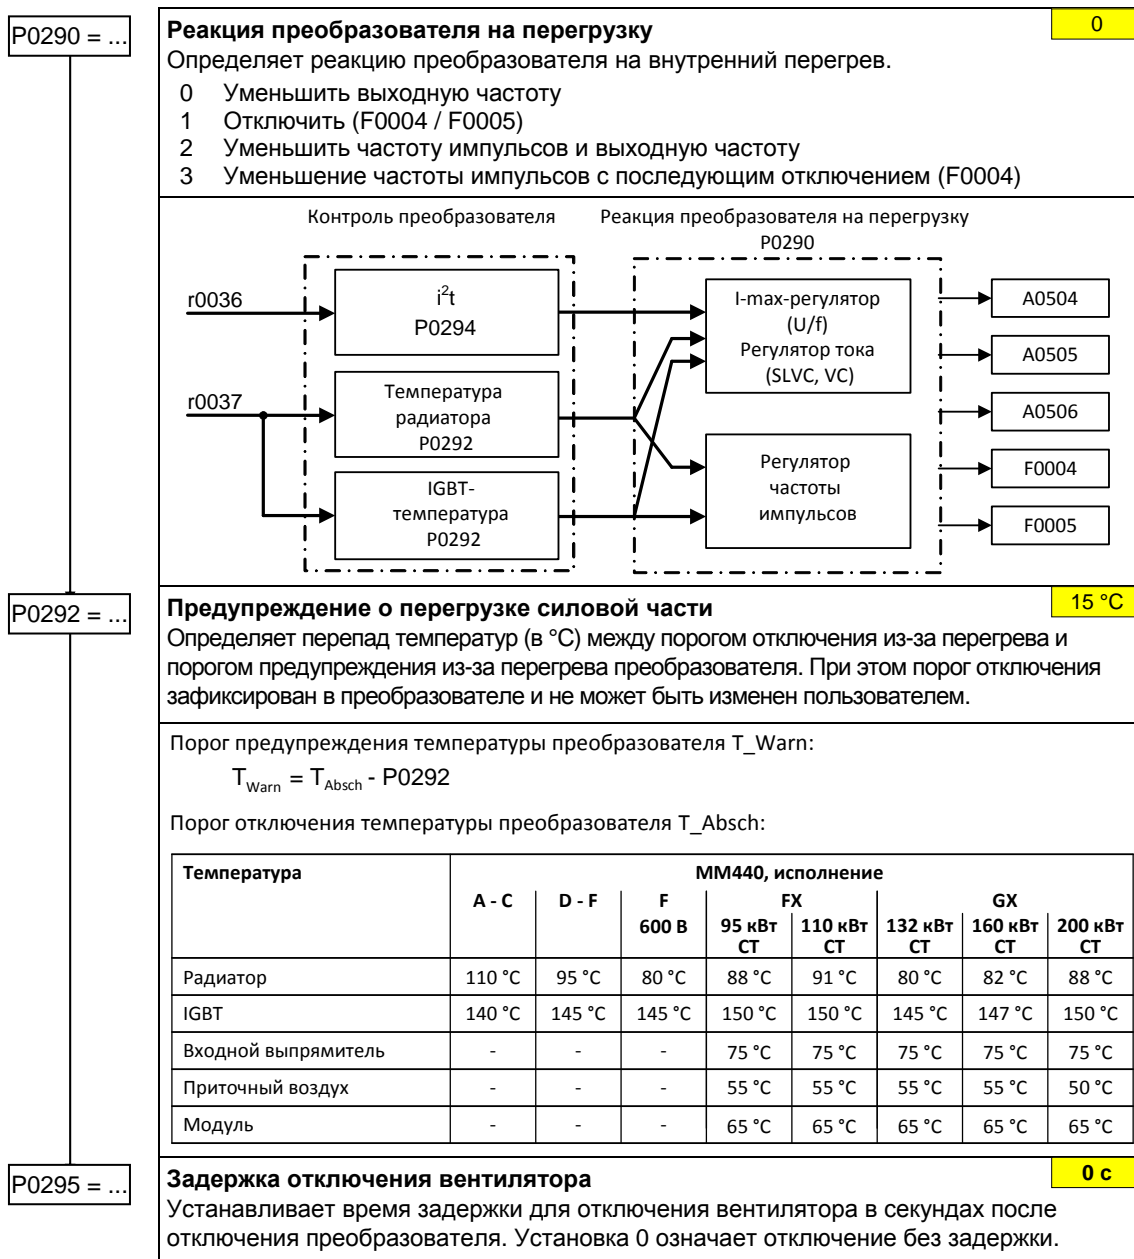 P0290 = ...
Реакция преобразователя на перегрузку
0
Определяет реакцию преобразователя на внутренний перегрев.
0 Уменьшить выходную частоту
1 Отключить (F0004 / F0005)
2 Уменьшить частоту импульсов и выходную частоту
3 Уменьшение частоты импульсов с последующим отключением (F0004)
Контроль преобразователя
Реакция преобразователя на перегрузку
P0290
r0036
i²t
P0294
r0037
Температура
радиатора
P0292
IGBT-
температура
P0292
I-max-регулятор
(U/f)
Регулятор тока
(SLVC, VC)
Регулятор
частоты
импульсов
A0504
A0505
A0506
F0004
F0005
P0292 = ...
Предупреждение о перегрузке силовой части
15 °C
Определяет перепад температур (в °C) между порогом отключения из-за перегрева и
порогом предупреждения из-за перегрева преобразователя. При этом порог отключения
зафиксирован в преобразователе и не может быть изменен пользователем.
Порог предупреждения температуры преобразователя T_Warn:
T_Warn = T_Absch - P0292
Порог отключения температуры преобразователя T_Absch:
Температура MM440, исполнение
A - C D - F F FX GX
600 В 95 кВт 110 кВт 132 кВт 160 кВт 200 кВт
СТ СТ СТ СТ СТ
Радиатор 110 °C 95 °C 80 °C 88 °C 91 °C 80 °C 82 °C 88 °C
IGBT 140 °C 145 °C 145 °C 150 °C 150 °C 145 °C 147 °C 150 °C
Входной выпрямитель - - - 75 °C 75 °C 75 °C 75 °C 75 °C
Приточный воздух - - - 55 °C 55 °C 55 °C 55 °C 50 °C
Модуль - - - 65 °C 65 °C 65 °C 65 °C 65 °C
P0295 = ...
Задержка отключения вентилятора
0 с
Устанавливает время задержки для отключения вентилятора в секундах после
отключения преобразователя. Установка 0 означает отключение без задержки.